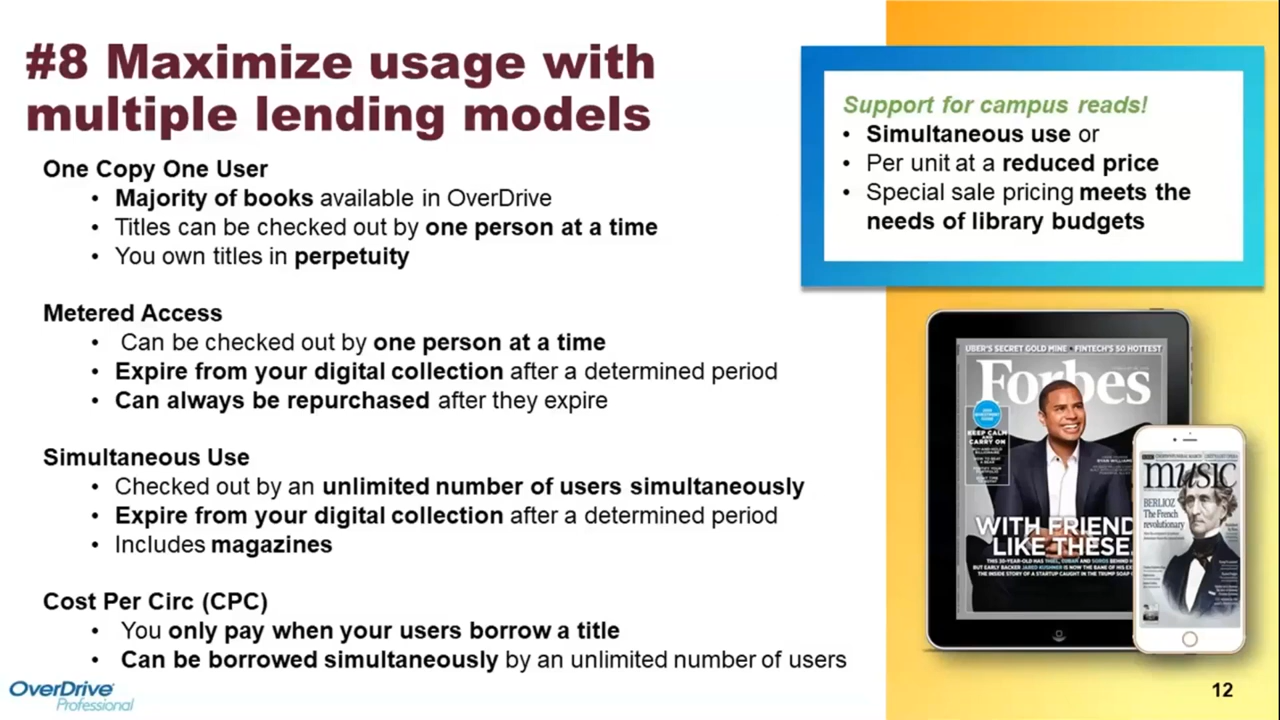 #8 Maximize usage with
multiple lending models
One Copy One User
• Majority of books available in OverDrive
• Titles can be checked out by one person at a time
• You own titles in perpetuity
Metered Access
• Can be checked out by one person at a time
• Expire from your digital collection after a determined period
• Can always be repurchased after they expire
Simultaneous Use
• Checked out by an unlimited number of users simultaneously
• Expire from your digital collection after a determined period
• Includes magazines
Cost Per Circ (CPC)
• You only pay when your users borrow a title
• Can be borrowed simultaneously by an unlimited number of users
Support for campus reads!
• Simultaneous use or
• Per unit at a reduced price
• Special sale pricing meets the
needs of library budgets
UBER'S SECRET GOLD MINE • FINTECH'S 50 HOTTEST
Forbes
KEEP CALM
AND
CARRY ON
WITH FRIEND
LIKE THESE.
music
BERLIOZ
The French
revolutionary
OverDrive
Professional
12